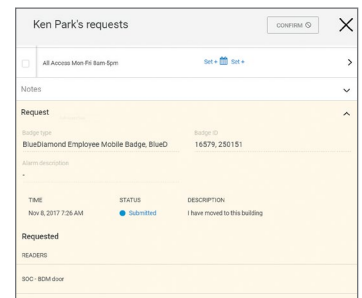 Ken Park's requests
CONFIRM
All Access Mon-Fri 8am-5pm Set + Set +
Notes
Request
Badge type Badge ID
BlueDiamond Employee Mobile Badge, BlueD 16579, 250151
Alarm description
-
TIME STATUS DESCRIPTION
Nov 8, 2017 7:26 AM Submitted I have moved to this building
Requested
READERS
SOC - BDM door